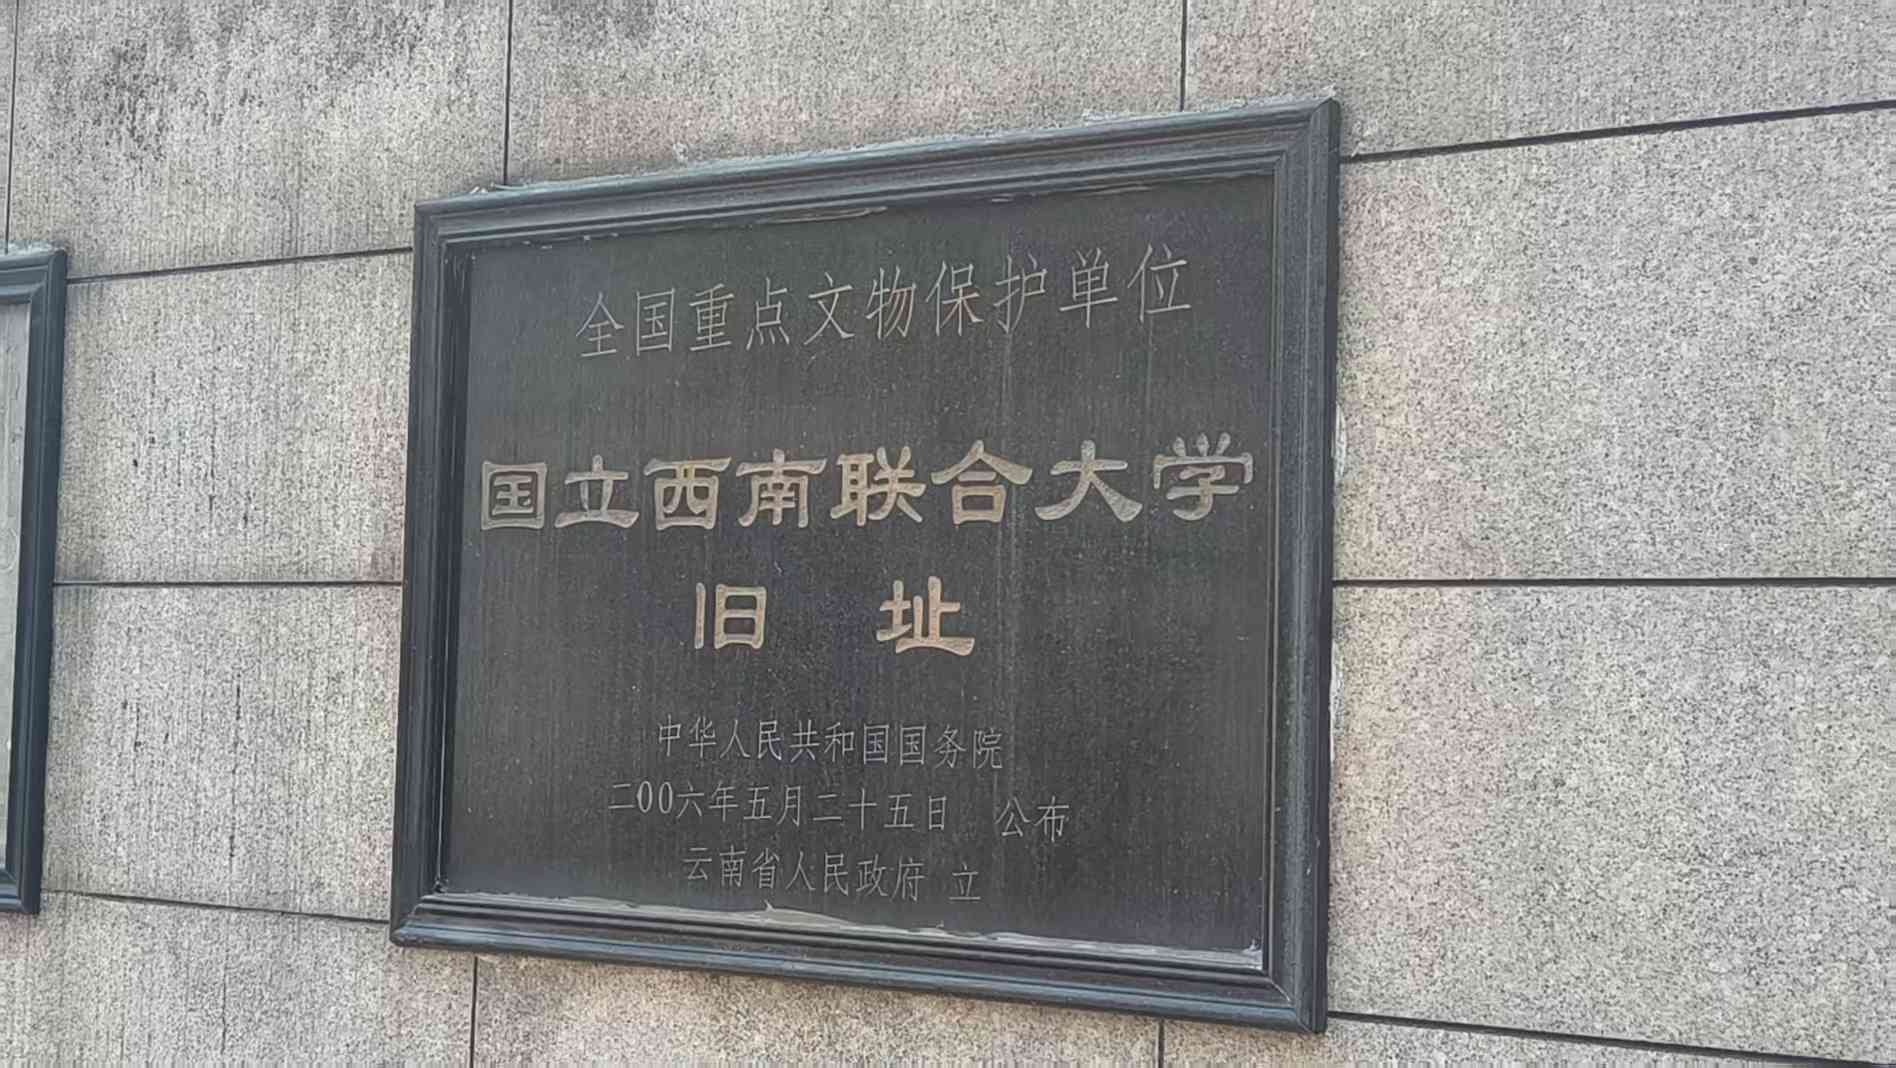 全国重点文物保护单位
国立西南联合大学
旧 址
中华人民共和国国务院
二00六年五月二十五日 公布
云南省人民政府 立